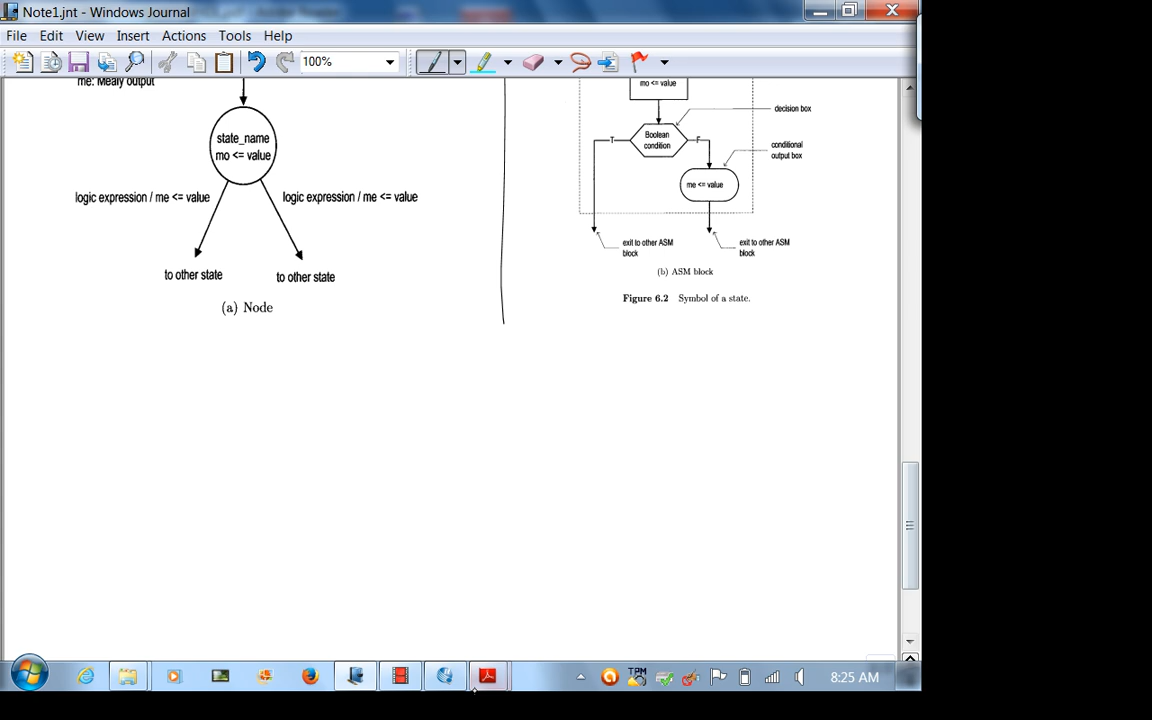 Note1.jnt - Windows Journal
File Edit View Insert Actions Tools Help
100%
me: Mealy output
state_name
mo <= value
logic expression / me <= value
logic expression / me <= value
to other state
to other state
(a) Node
mo <= value
decision box
Boolean
condition
T
F
conditional
output box
me <= value
exit to other ASM
block
exit to other ASM
block
(b) ASM block
Figure 6.2 Symbol of a state.
TPM
8:25 AM